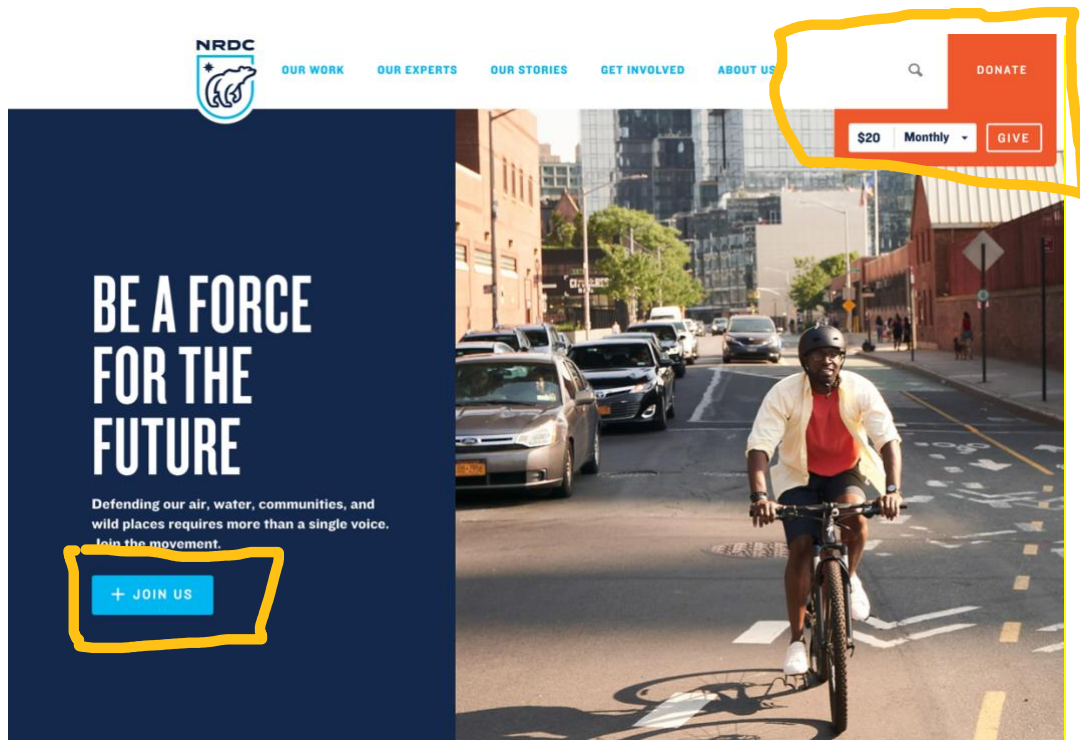 NRDC
OUR WORK OUR EXPERTS OUR STORIES GET INVOLVED ABOUT US
DONATE
$20 Monthly GIVE
BE A FORCE
FOR THE
FUTURE
Defending our air, water, communities, and
wild places requires more than a single voice.
Join the movement.
+ JOIN US